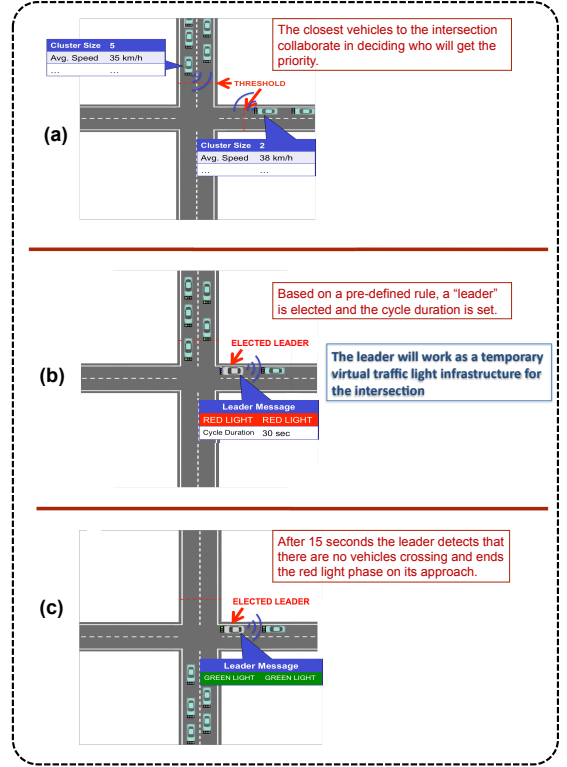 The closest vehicles to the intersection
collaborate in deciding who will get the
priority.
Cluster Size 5
Avg. Speed 35 km/h
... ...
THRESHOLD
(a)
Cluster Size 2
Avg. Speed 38 km/h
... ...
Based on a pre-defined rule, a “leader”
is elected and the cycle duration is set.
ELECTED LEADER
The leader will work as a temporary
virtual traffic light infrastructure for
the intersection
(b)
Leader Message
RED LIGHT RED LIGHT
Cycle Duration 30 sec
After 15 seconds the leader detects that
there are no vehicles crossing and ends
the red light phase on its approach.
ELECTED LEADER
(c)
Leader Message
GREEN LIGHT GREEN LIGHT